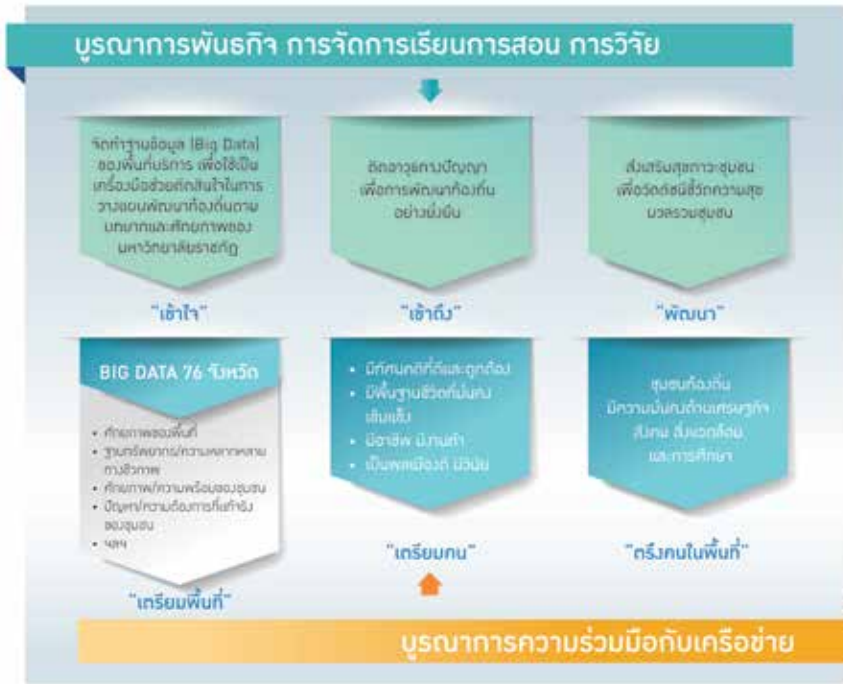 บูรณาการพันธกิจ การจัดการเรียนการสอน การวิจัย
จัดทำฐานข้อมูล (Big Data)
ของพื้นที่บริการ เพื่อใช้เป็น
เครื่องมือช่วยตัดสินใจในการ
วางแผนพัฒนาท้องถิ่นตาม
บทบาทและศักยภาพของ
มหาวิทยาลัยราชภัฏ
"เข้าใจ"
ติดอาวุธทางปัญญา
เพื่อการพัฒนาท้องถิ่น
อย่างยั่งยืน
"เข้าถึง"
ส่งเสริมสุขภาวะชุมชน
เพื่อวัดดัชนีชี้วัดความสุข
มวลรวมชุมชน
"พัฒนา"
BIG DATA 76 จังหวัด
• ศักยภาพของพื้นที่
• ฐานทรัพยากร/ความหลากหลาย
ทางชีวภาพ
• ศักยภาพ/ความพร้อมของชุมชน
• ปัญหา/ความต้องการที่แท้จริง
ของชุมชน
• ฯลฯ
"เตรียมพื้นที่"
• มีทัศนคติที่ดีและถูกต้อง
• มีพื้นฐานชีวิตที่มั่นคง
เข้มแข็ง
• มีอาชีพ มีงานทำ
• เป็นพลเมืองดี มีวินัย
"เตรียมคน"
ชุมชนท้องถิ่น
มีความมั่นคงด้านเศรษฐกิจ
สังคม สิ่งแวดล้อม
และการศึกษา
"ตรึงคนในพื้นที่"
บูรณาการความร่วมมือกับเครือข่าย